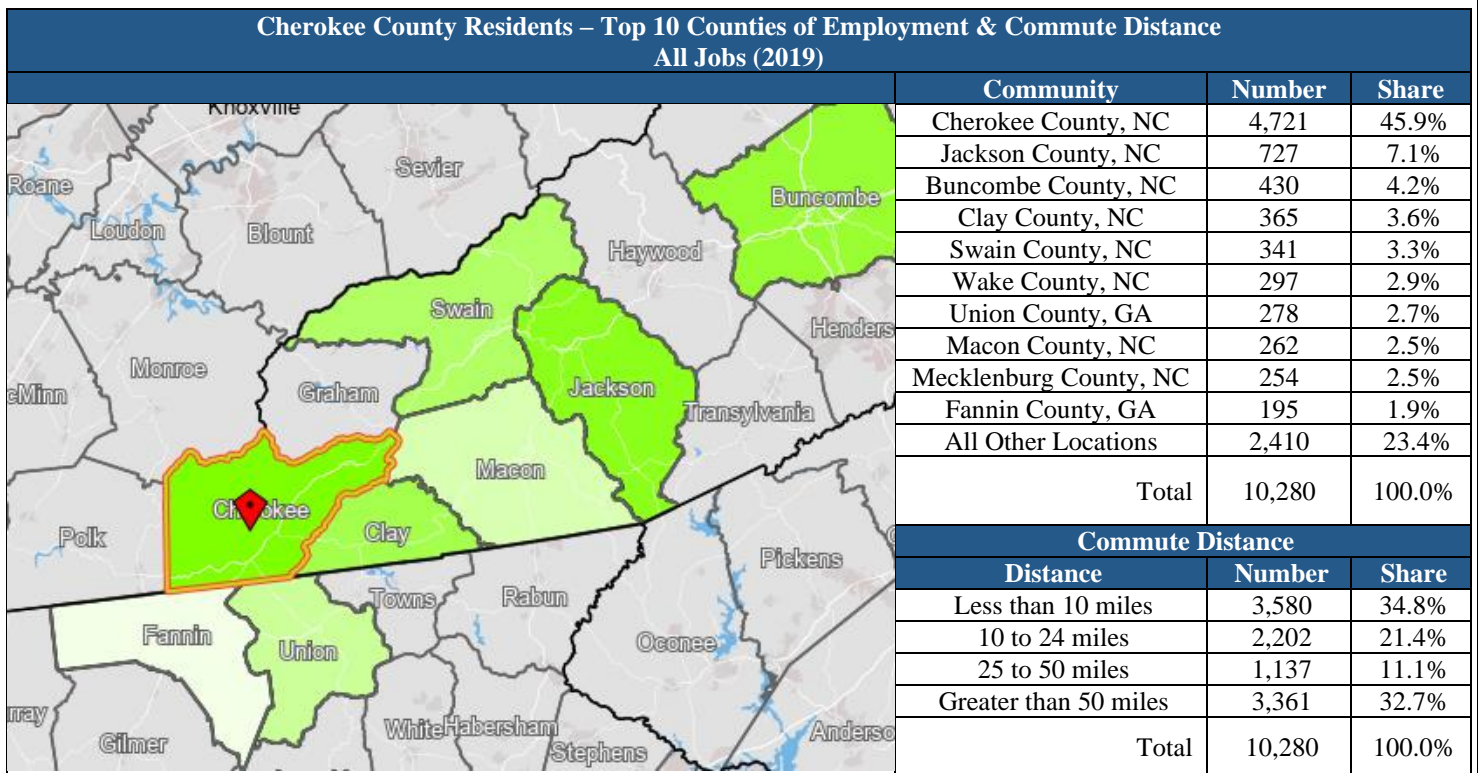 Cherokee County Residents – Top 10 Counties of Employment & Commute Distance
All Jobs (2019)
Community Number Share
Cherokee County, NC 4,721 45.9%
Jackson County, NC 727 7.1%
Buncombe County, NC 430 4.2%
Clay County, NC 365 3.6%
Swain County, NC 341 3.3%
Wake County, NC 297 2.9%
Union County, GA 278 2.7%
Macon County, NC 262 2.5%
Mecklenburg County, NC 254 2.5%
Fannin County, GA 195 1.9%
All Other Locations 2,410 23.4%
Total 10,280 100.0%
Commute Distance
Distance Number Share
Less than 10 miles 3,580 34.8%
10 to 24 miles 2,202 21.4%
25 to 50 miles 1,137 11.1%
Greater than 50 miles 3,361 32.7%
Total 10,280 100.0%
Knoxville
Sevier
Roane
Buncombe
Loudon
Blount
Haywood
Swain
Henders
Monroe
cMinn
Graham
Jackson
Transylvania
Macon
Cherokee
Polk
Clay
Pickens
Towns
Rabun
Fannin
Union
Oconee
rray
Gilmer
White
Habersham
Stephens
Anderso